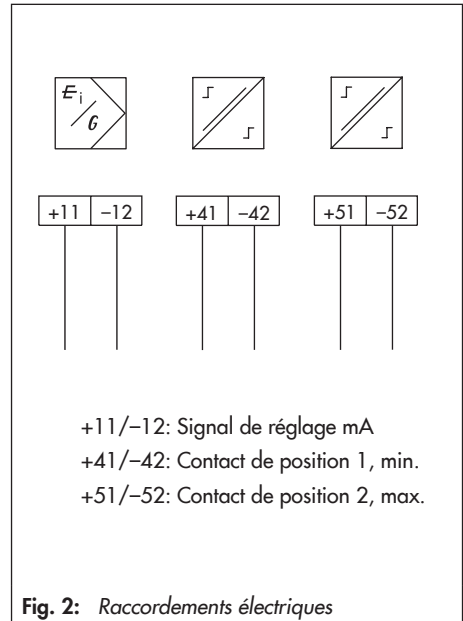 Ei/G
+11 –12 +41 –42 +51 –52
+11/–12: Signal de réglage mA
+41/–42: Contact de position 1, min.
+51/–52: Contact de position 2, max.
Fig. 2: Raccordements électriques